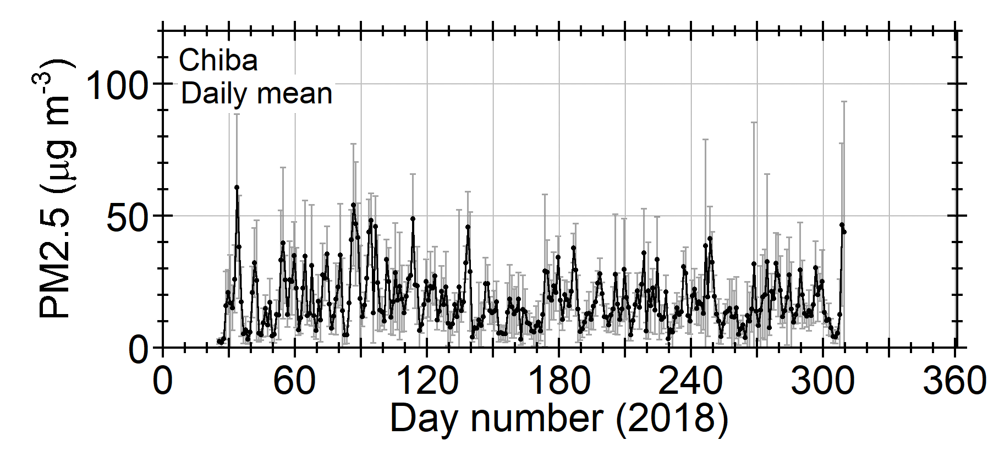 Chiba
Daily mean
PM2.5 (μg m⁻³)
100
50
0
0 60 120 180 240 300 360
Day number (2018)